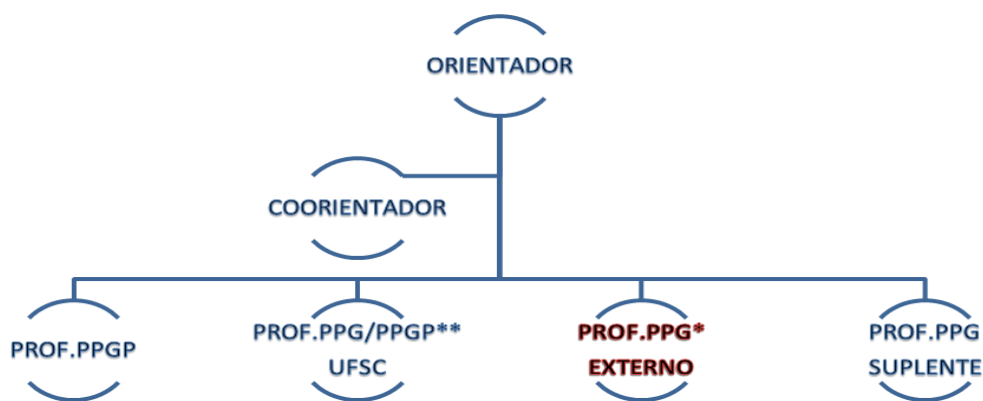 ORIENTADOR
COORIENTADOR
PROF.PPGP
PROF.PPG/PPGP**
UFSC
PROF.PPG*
EXTERNO
PROF.PPG
SUPLENTE